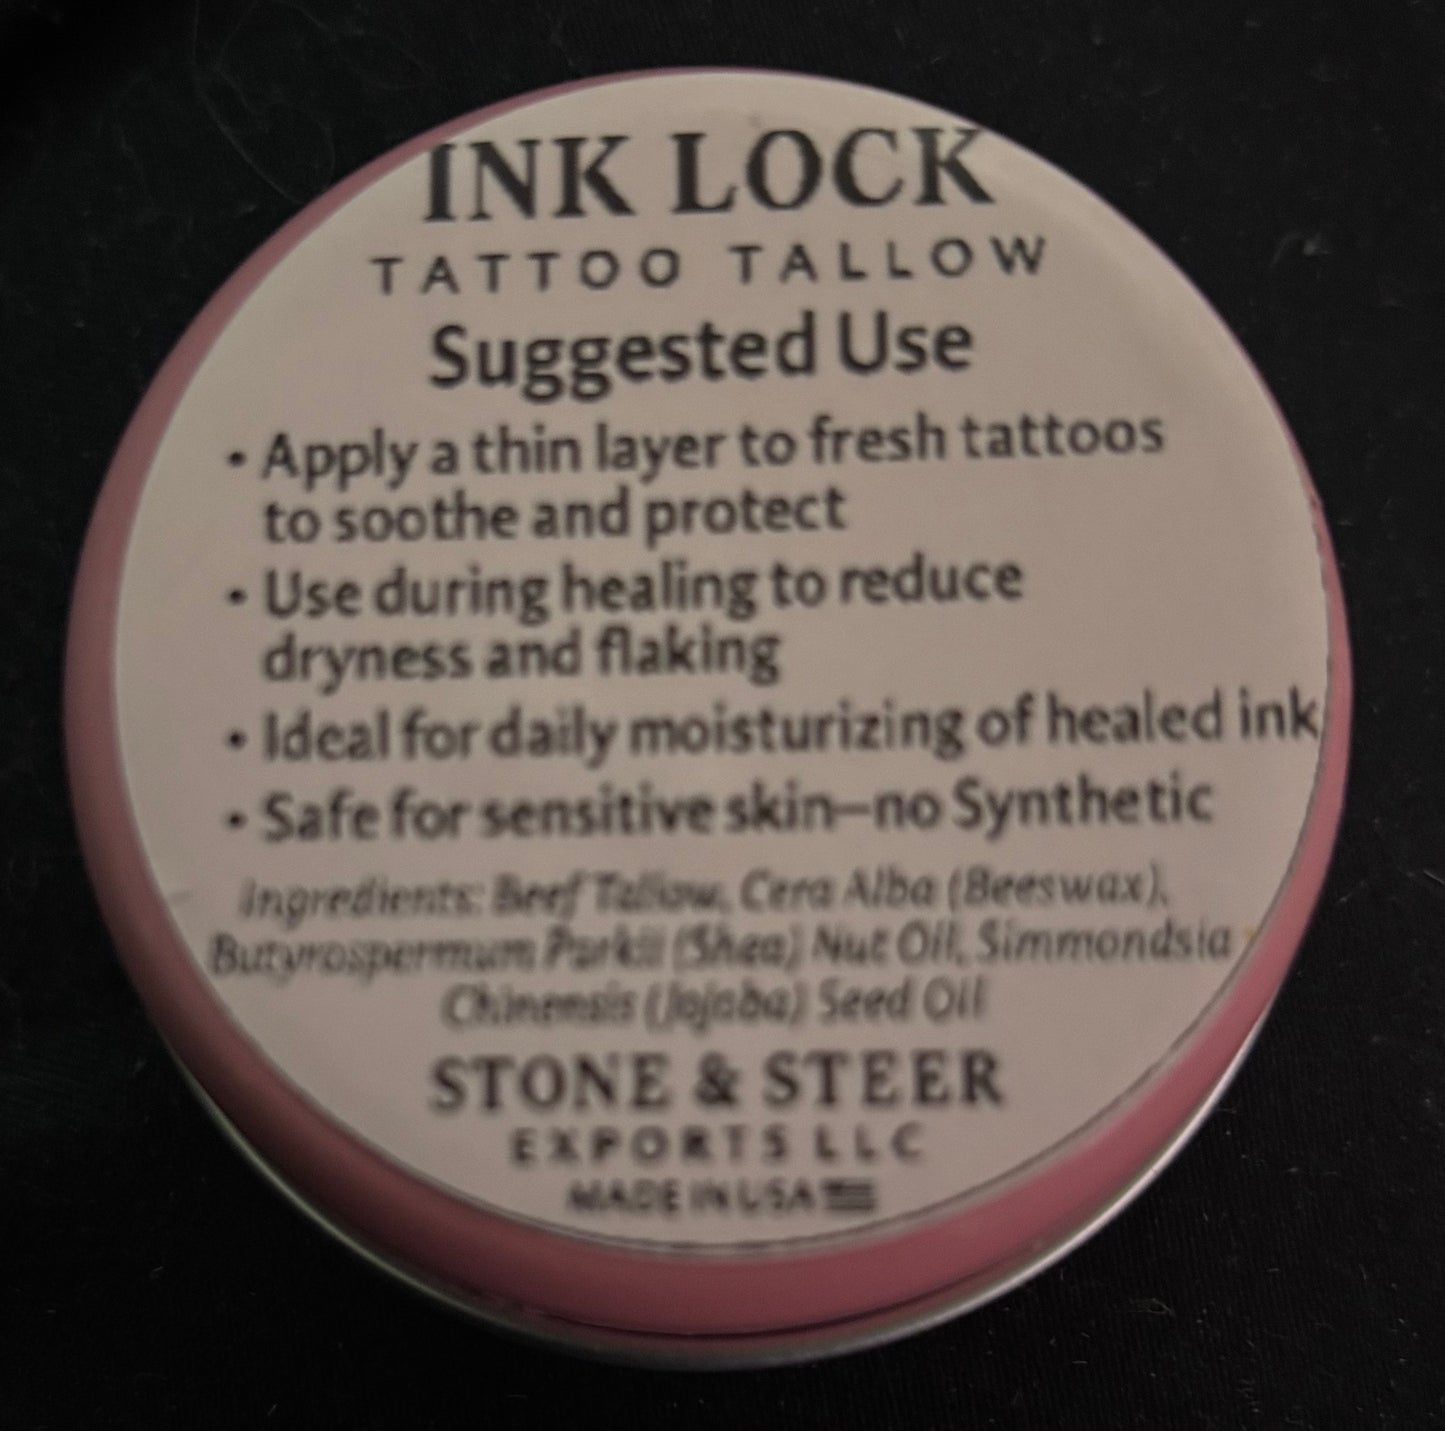 INK LOCK
TATTOO TALLOW
Suggested Use
• Apply a thin layer to fresh tattoos
to soothe and protect
• Use during healing to reduce
dryness and flaking
• Ideal for daily moisturizing of healed ink
• Safe for sensitive skin—no Synthetic
Ingredients: Beef Tallow, Cera Alba (Beeswax),
Butyrospermum Parkii (Shea) Nut Oil, Simmondsia
Chinensis (Jojoba) Seed Oil
STONE & STEER
EXPORTS LLC
MADE IN USA